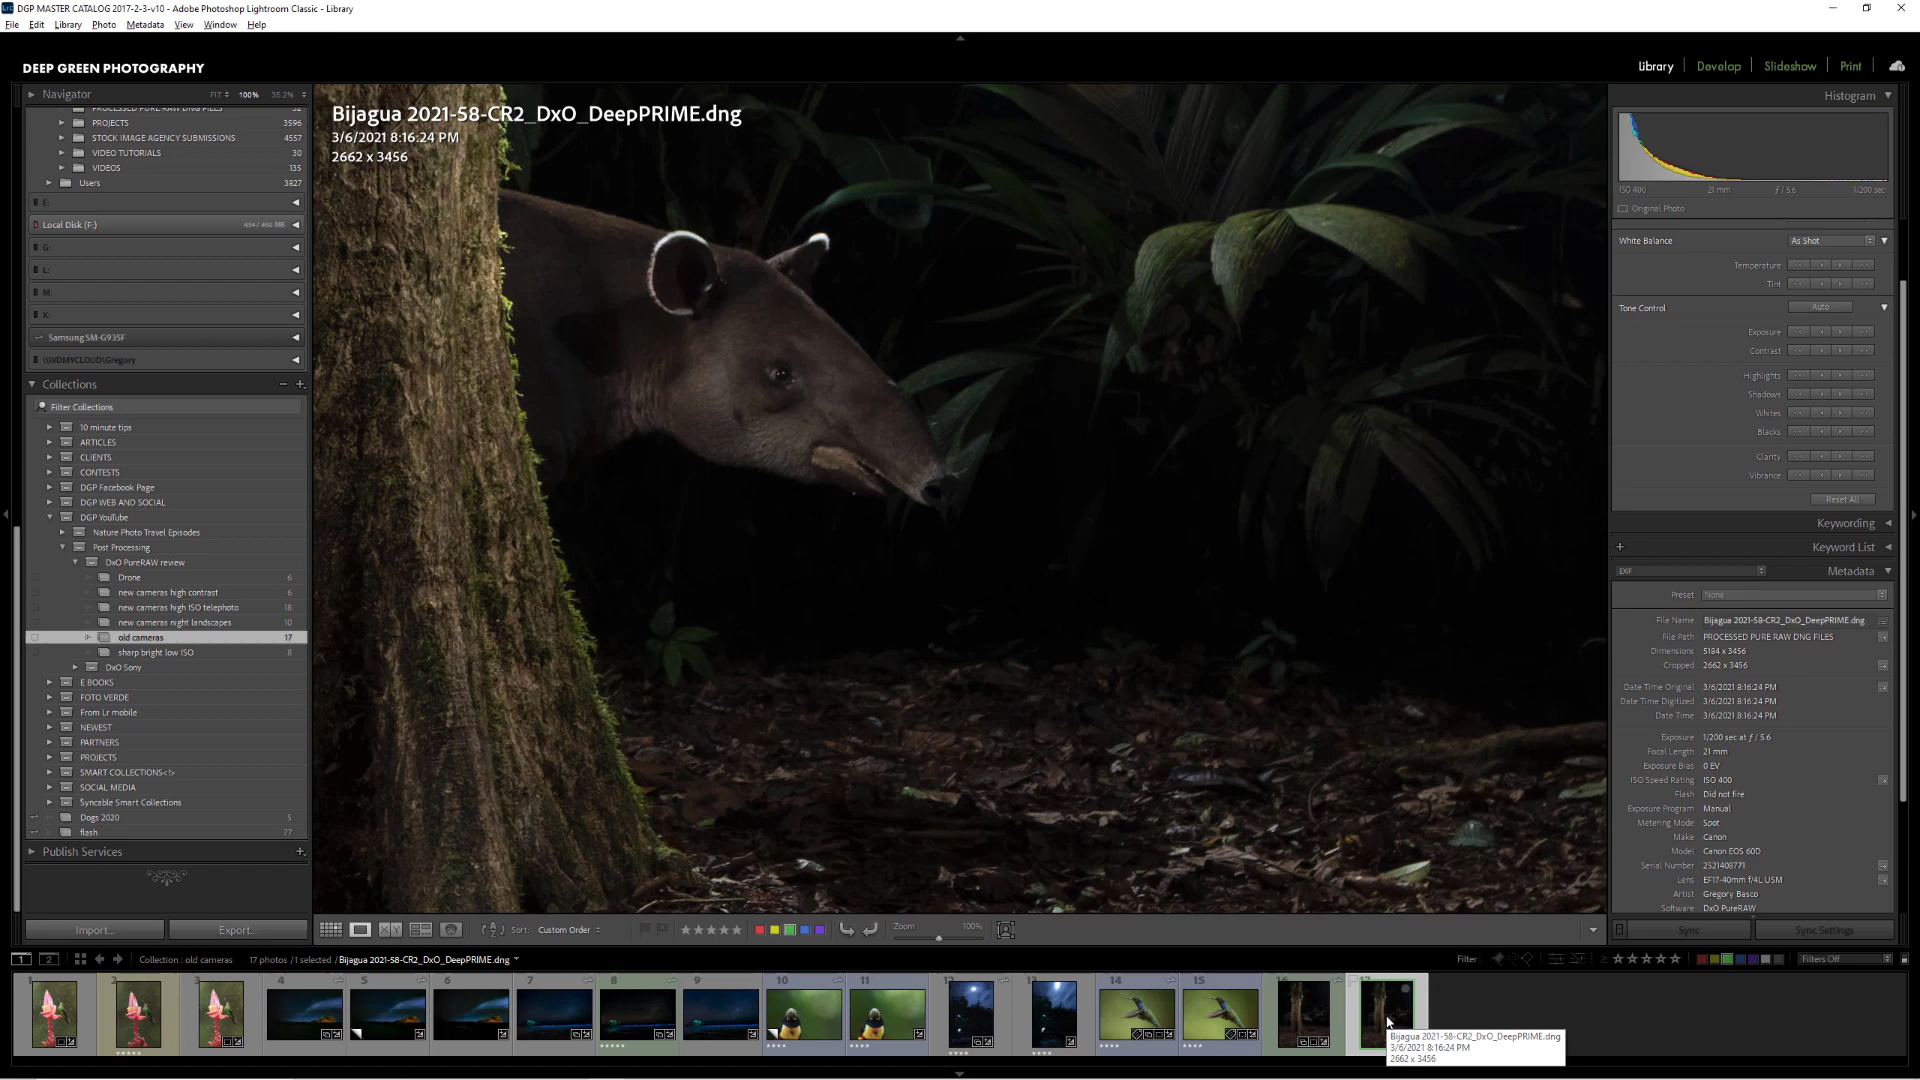 DGP MASTER CATALOG 2017-2-3-v10 - Adobe Photoshop Lightroom Classic - Library
File Edit Library Photo Metadata View Window Help
DEEP GREEN PHOTOGRAPHY
Library Develop Slideshow Print
Navigator FIT 100% 35.2%
PROCESSED PURE RAW DNG FILES 52
PROJECTS 3596
STOCK IMAGE AGENCY SUBMISSIONS 4557
VIDEO TUTORIALS 30
VIDEOS 135
Users 3827
E:
Local Disk (F:) 434 / 450 MB
G:
L:
M:
X:
Samsung SM-G935F
\\WDMYCLOUD\Gregory
Collections
Filter Collections
10 minute tips
ARTICLES
CLIENTS
CONTESTS
DGP Facebook Page
DGP WEB AND SOCIAL
DGP YouTube
Nature Photo Travel Episodes
Post Processing
DxO PureRAW review
Drone 6
new cameras high contrast 6
new cameras high ISO telephoto 18
new cameras night landscapes 10
old cameras 17
sharp bright low ISO 8
DxO Sony
E BOOKS
FOTO VERDE
From Lr mobile
NEWEST
PARTNERS
PROJECTS
SMART COLLECTIONS<!>
SOCIAL MEDIA
Syncable Smart Collections
Dogs 2020 5
flash 77
Publish Services
Import... Export...
Bijagua 2021-58-CR2_DxO_DeepPRIME.dng
3/6/2021 8:16:24 PM
2662 x 3456
Histogram
ISO 400 21 mm ƒ / 5.6 1/200 sec
Original Photo
White Balance As Shot
Temperature
Tint
Tone Control Auto
Exposure
Contrast
Highlights
Shadows
Whites
Blacks
Clarity
Vibrance
Reset All
Keywording
Keyword List
EXIF Metadata
Preset None
File Name Bijagua 2021-58-CR2_DxO_DeepPRIME.dng
File Path PROCESSED PURE RAW DNG FILES
Dimensions 5184 x 3456
Cropped 2662 x 3456
Date Time Original 3/6/2021 8:16:24 PM
Date Time Digitized 3/6/2021 8:16:24 PM
Date Time 3/6/2021 8:16:24 PM
Exposure 1/200 sec at ƒ / 5.6
Focal Length 21 mm
Exposure Bias 0 EV
ISO Speed Rating ISO 400
Flash Did not fire
Exposure Program Manual
Metering Mode Spot
Make Canon
Model Canon EOS 60D
Serial Number 2521408771
Lens EF17-40mm f/4L USM
Artist Gregory Basco
Software DxO PureRAW
Sync Sync Settings
Sort: Custom Order Zoom 100%
1 2 Collection : old cameras 17 photos / 1 selected / Bijagua 2021-58-CR2_DxO_DeepPRIME.dng Filter : Filters Off
1 2 3 4 5 6 7 8 9 10 11 12 13 14 15 16 17
Bijagua 2021-58-CR2_DxO_DeepPRIME.dng
3/6/2021 8:16:24 PM
2662 x 3456